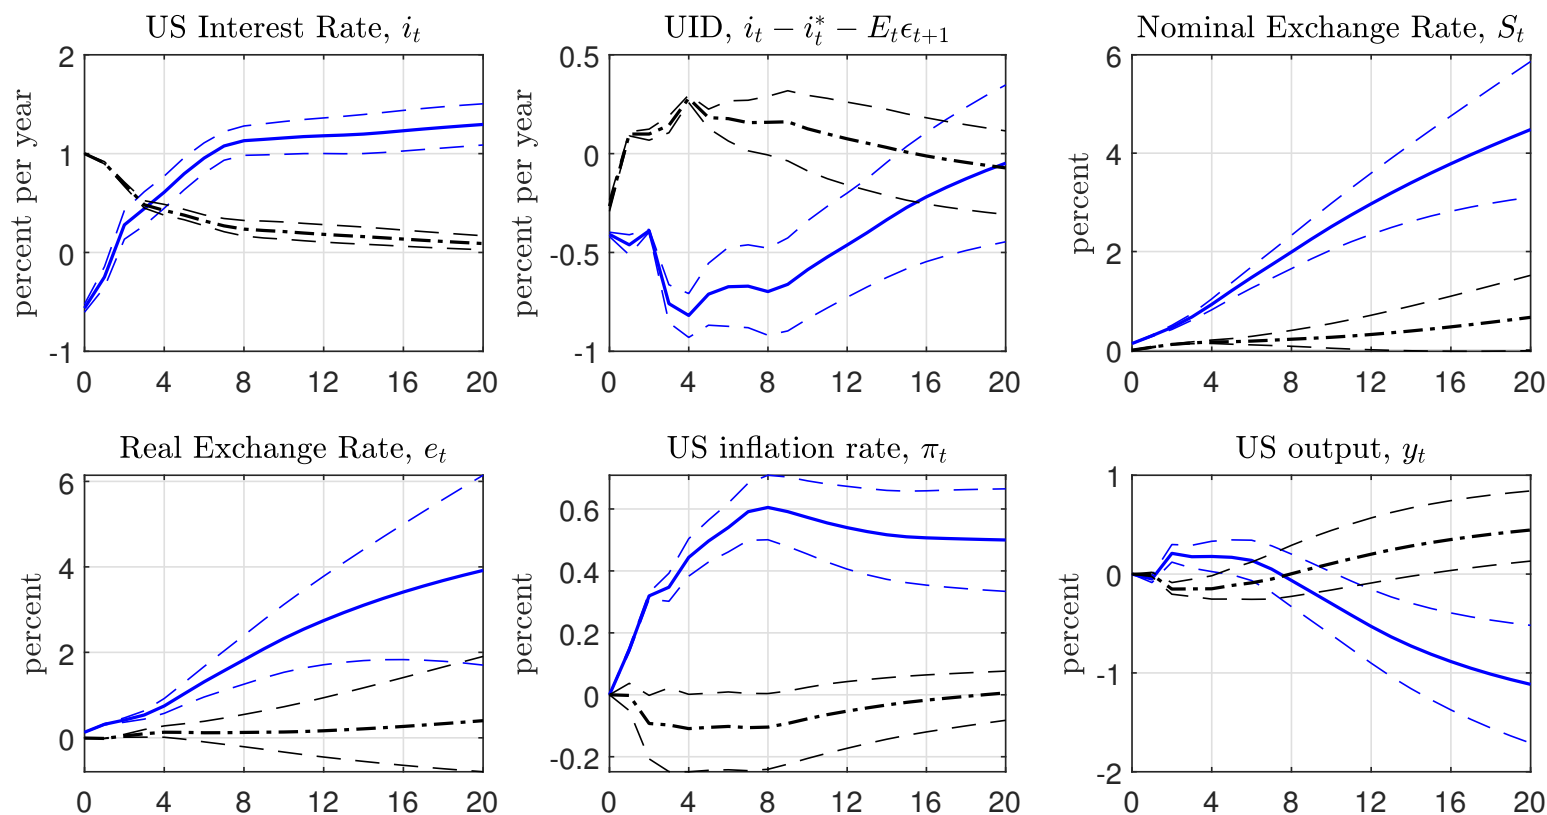 US Interest Rate, i_t
UID, i_t − i_t^* − E_tϵ_{t+1}
Nominal Exchange Rate, S_t
percent per year
2
1
0
-1
0 4 8 12 16 20
percent per year
0.5
0
-0.5
-1
0 4 8 12 16 20
percent
6
4
2
0
0 4 8 12 16 20
Real Exchange Rate, e_t
US inflation rate, π_t
US output, y_t
percent
6
4
2
0
0 4 8 12 16 20
percent
0.6
0.4
0.2
0
-0.2
0 4 8 12 16 20
percent
1
0
-1
-2
0 4 8 12 16 20